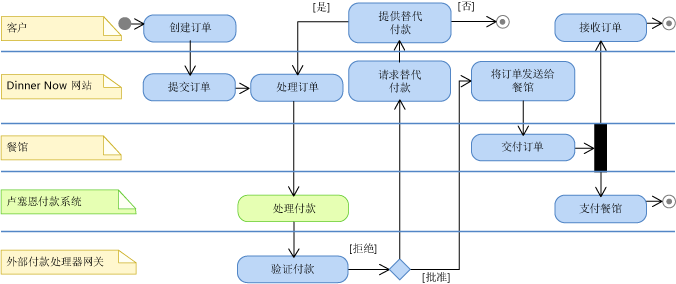 [是]
提供替代
付款
[否]
客户
创建订单
接收订单
Dinner Now 网站
提交订单
处理订单
请求替代
付款
将订单发送给
餐馆
餐馆
交付订单
卢塞恩付款系统
处理付款
支付餐馆
外部付款处理器网关
验证付款
[拒绝]
[批准]